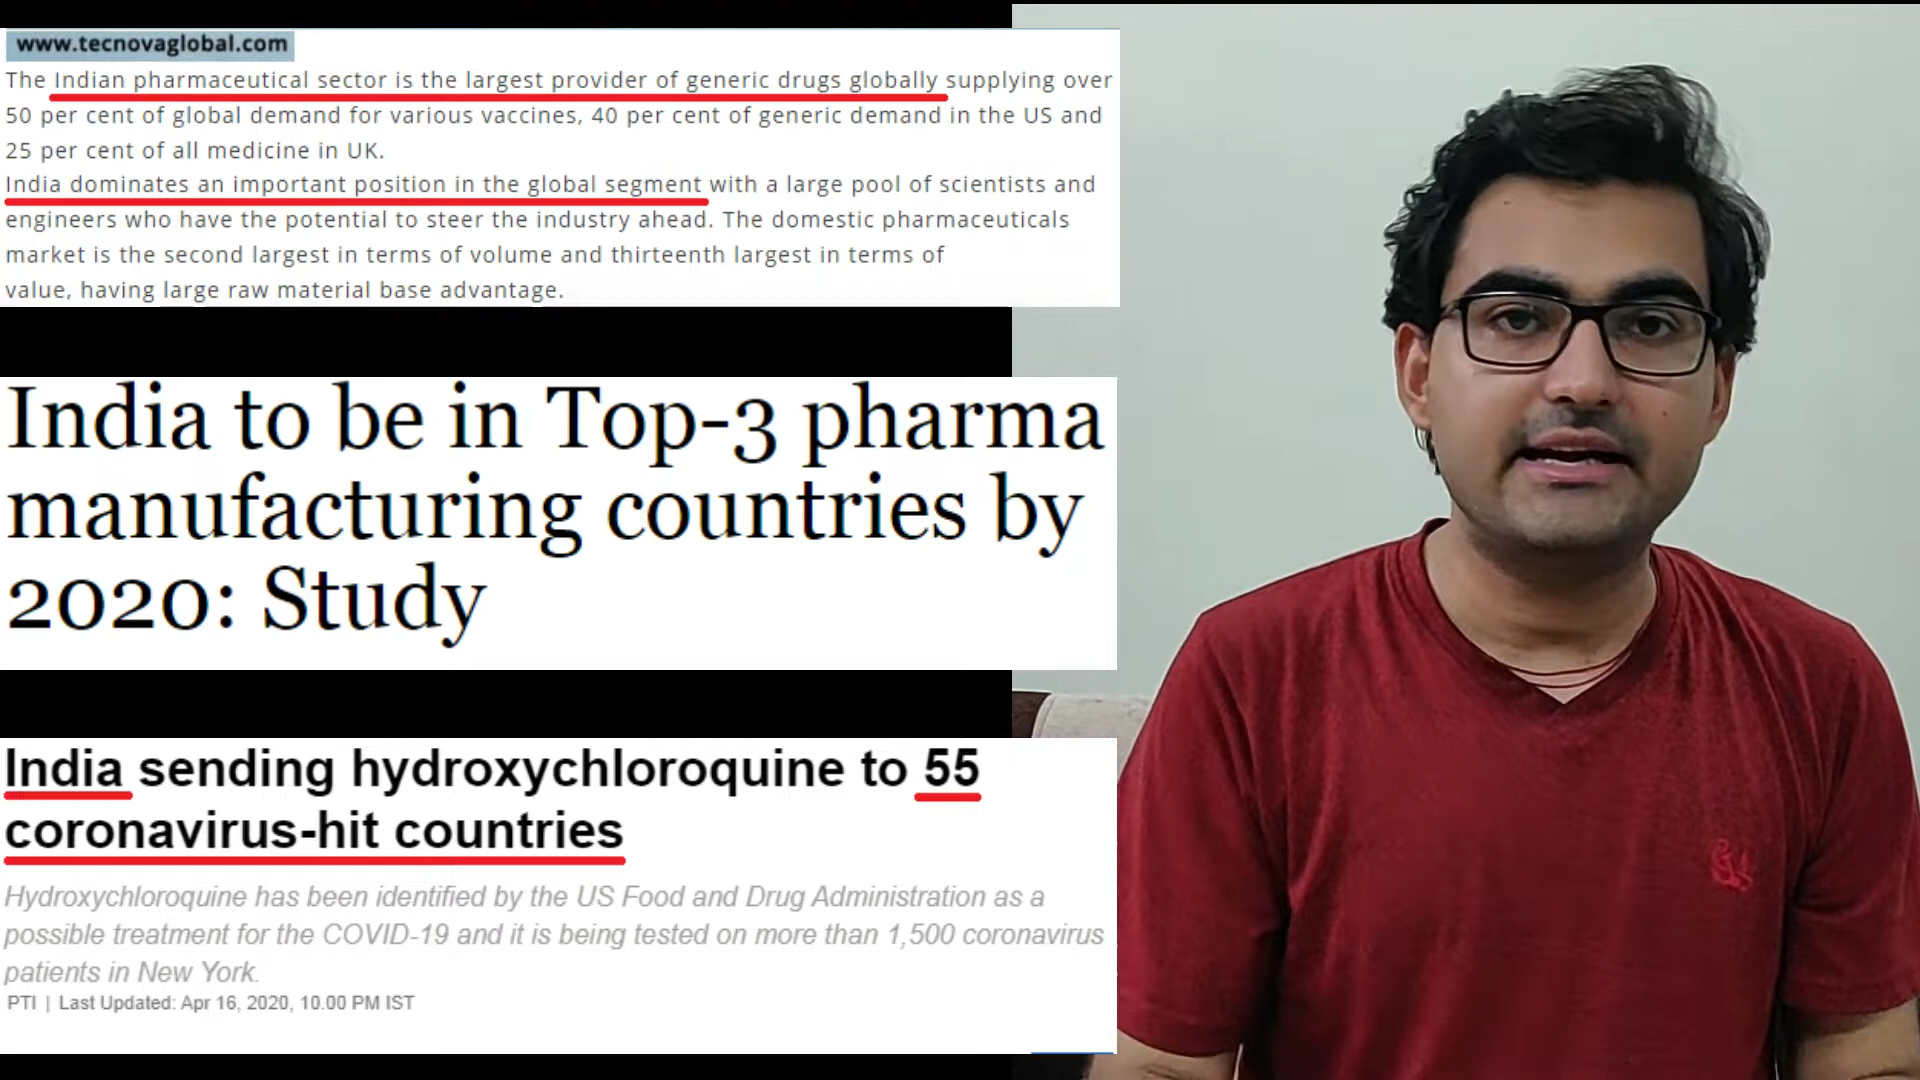 www.tecnovaglobal.com
The Indian pharmaceutical sector is the largest provider of generic drugs globally supplying over
50 per cent of global demand for various vaccines, 40 per cent of generic demand in the US and
25 per cent of all medicine in UK.
India dominates an important position in the global segment with a large pool of scientists and
engineers who have the potential to steer the industry ahead. The domestic pharmaceuticals
market is the second largest in terms of volume and thirteenth largest in terms of
value, having large raw material base advantage.
India to be in Top-3 pharma
manufacturing countries by
2020: Study
India sending hydroxychloroquine to 55
coronavirus-hit countries
Hydroxychloroquine has been identified by the US Food and Drug Administration as a
possible treatment for the COVID-19 and it is being tested on more than 1,500 coronavirus
patients in New York.
PTI | Last Updated: Apr 16, 2020, 10.00 PM IST